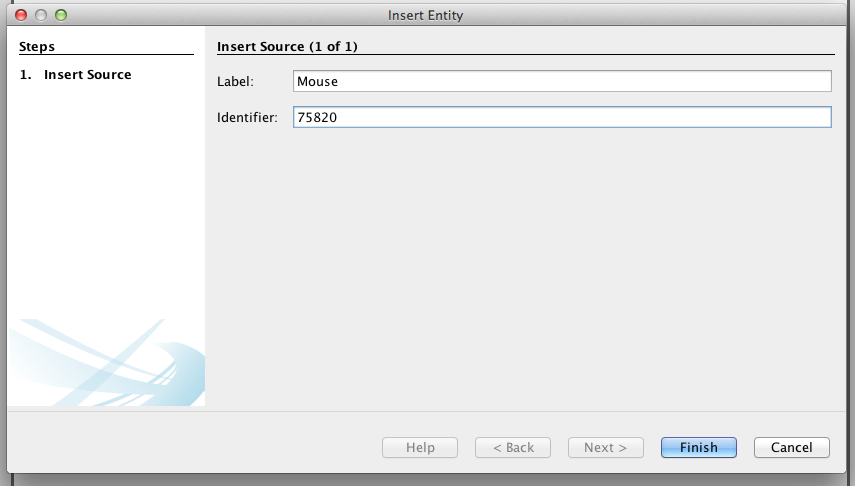 Insert Entity
Steps
1. Insert Source
Insert Source (1 of 1)
Label: Mouse
Identifier: 75820
Help < Back Next > Finish Cancel